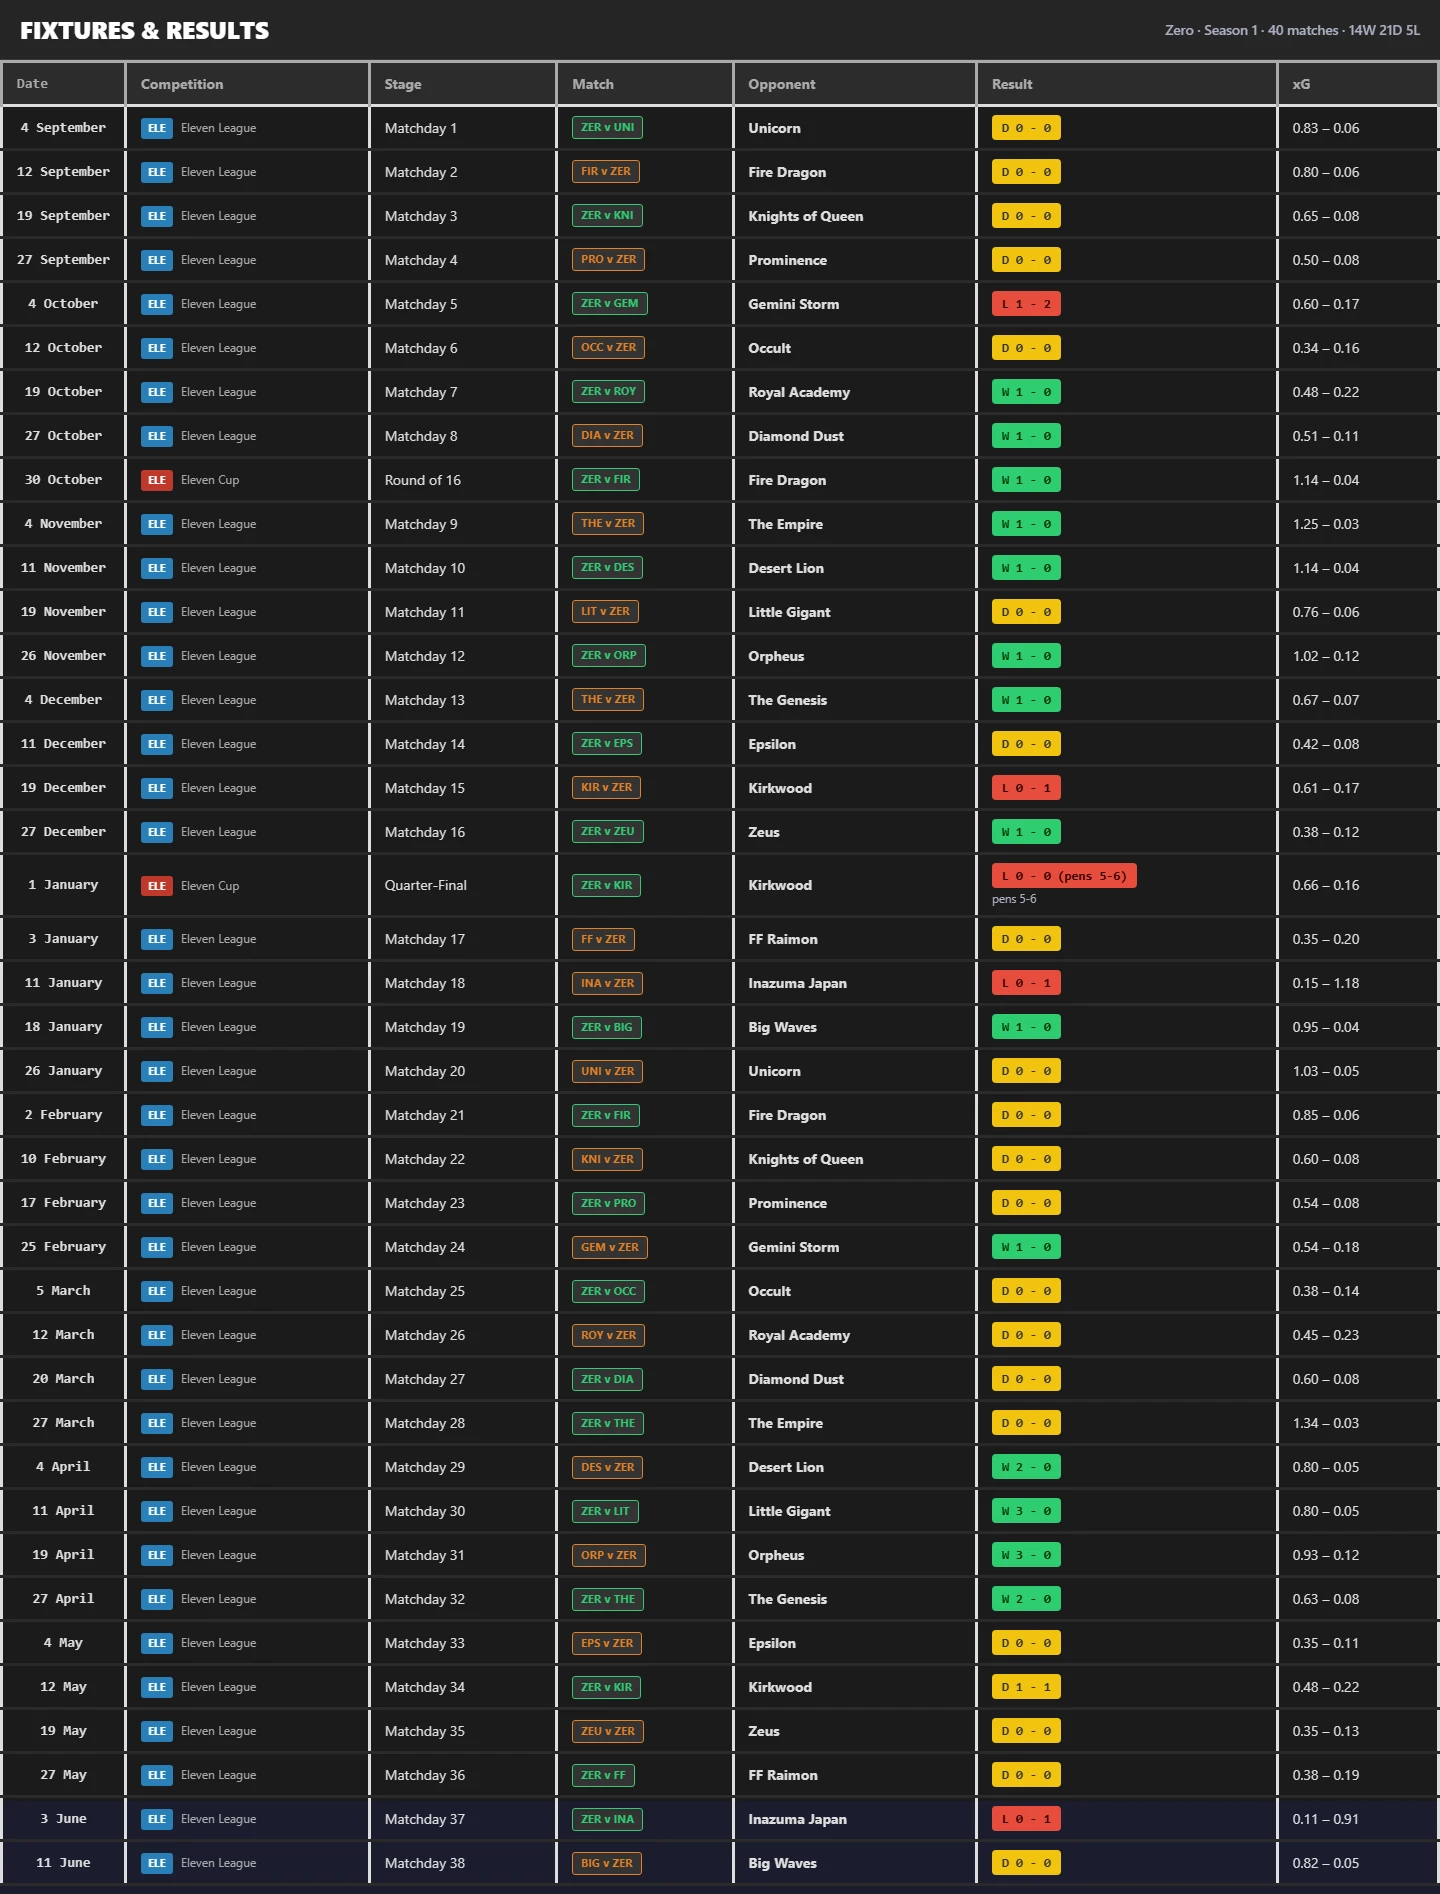 FIXTURES & RESULTS
Zero · Season 1 · 40 matches · 14W 21D 5L
Date Competition Stage Match Opponent Result xG
4 September ELE Eleven League Matchday 1 ZER v UNI Unicorn D 0 - 0 0.83 – 0.06
12 September ELE Eleven League Matchday 2 FIR v ZER Fire Dragon D 0 - 0 0.80 – 0.06
19 September ELE Eleven League Matchday 3 ZER v KNI Knights of Queen D 0 - 0 0.65 – 0.08
27 September ELE Eleven League Matchday 4 PRO v ZER Prominence D 0 - 0 0.50 – 0.08
4 October ELE Eleven League Matchday 5 ZER v GEM Gemini Storm L 1 - 2 0.60 – 0.17
12 October ELE Eleven League Matchday 6 OCC v ZER Occult D 0 - 0 0.34 – 0.16
19 October ELE Eleven League Matchday 7 ZER v ROY Royal Academy W 1 - 0 0.48 – 0.22
27 October ELE Eleven League Matchday 8 DIA v ZER Diamond Dust W 1 - 0 0.51 – 0.11
30 October ELE Eleven Cup Round of 16 ZER v FIR Fire Dragon W 1 - 0 1.14 – 0.04
4 November ELE Eleven League Matchday 9 THE v ZER The Empire W 1 - 0 1.25 – 0.03
11 November ELE Eleven League Matchday 10 ZER v DES Desert Lion W 1 - 0 1.14 – 0.04
19 November ELE Eleven League Matchday 11 LIT v ZER Little Gigant D 0 - 0 0.76 – 0.06
26 November ELE Eleven League Matchday 12 ZER v ORP Orpheus W 1 - 0 1.02 – 0.12
4 December ELE Eleven League Matchday 13 THE v ZER The Genesis W 1 - 0 0.67 – 0.07
11 December ELE Eleven League Matchday 14 ZER v EPS Epsilon D 0 - 0 0.42 – 0.08
19 December ELE Eleven League Matchday 15 KIR v ZER Kirkwood L 0 - 1 0.61 – 0.17
27 December ELE Eleven League Matchday 16 ZER v ZEU Zeus W 1 - 0 0.38 – 0.12
1 January ELE Eleven Cup Quarter-Final ZER v KIR Kirkwood L 0 - 0 (pens 5-6) 0.66 – 0.16
pens 5-6
3 January ELE Eleven League Matchday 17 FF v ZER FF Raimon D 0 - 0 0.35 – 0.20
11 January ELE Eleven League Matchday 18 INA v ZER Inazuma Japan L 0 - 1 0.15 – 1.18
18 January ELE Eleven League Matchday 19 ZER v BIG Big Waves W 1 - 0 0.95 – 0.04
26 January ELE Eleven League Matchday 20 UNI v ZER Unicorn D 0 - 0 1.03 – 0.05
2 February ELE Eleven League Matchday 21 ZER v FIR Fire Dragon D 0 - 0 0.85 – 0.06
10 February ELE Eleven League Matchday 22 KNI v ZER Knights of Queen D 0 - 0 0.60 – 0.08
17 February ELE Eleven League Matchday 23 ZER v PRO Prominence D 0 - 0 0.54 – 0.08
25 February ELE Eleven League Matchday 24 GEM v ZER Gemini Storm W 1 - 0 0.54 – 0.18
5 March ELE Eleven League Matchday 25 ZER v OCC Occult D 0 - 0 0.38 – 0.14
12 March ELE Eleven League Matchday 26 ROY v ZER Royal Academy D 0 - 0 0.45 – 0.23
20 March ELE Eleven League Matchday 27 ZER v DIA Diamond Dust D 0 - 0 0.60 – 0.08
27 March ELE Eleven League Matchday 28 ZER v THE The Empire D 0 - 0 1.34 – 0.03
4 April ELE Eleven League Matchday 29 DES v ZER Desert Lion W 2 - 0 0.80 – 0.05
11 April ELE Eleven League Matchday 30 ZER v LIT Little Gigant W 3 - 0 0.80 – 0.05
19 April ELE Eleven League Matchday 31 ORP v ZER Orpheus W 3 - 0 0.93 – 0.12
27 April ELE Eleven League Matchday 32 ZER v THE The Genesis W 2 - 0 0.63 – 0.08
4 May ELE Eleven League Matchday 33 EPS v ZER Epsilon D 0 - 0 0.35 – 0.11
12 May ELE Eleven League Matchday 34 ZER v KIR Kirkwood D 1 - 1 0.48 – 0.22
19 May ELE Eleven League Matchday 35 ZEU v ZER Zeus D 0 - 0 0.35 – 0.13
27 May ELE Eleven League Matchday 36 ZER v FF FF Raimon D 0 - 0 0.38 – 0.19
3 June ELE Eleven League Matchday 37 ZER v INA Inazuma Japan L 0 - 1 0.11 – 0.91
11 June ELE Eleven League Matchday 38 BIG v ZER Big Waves D 0 - 0 0.82 – 0.05